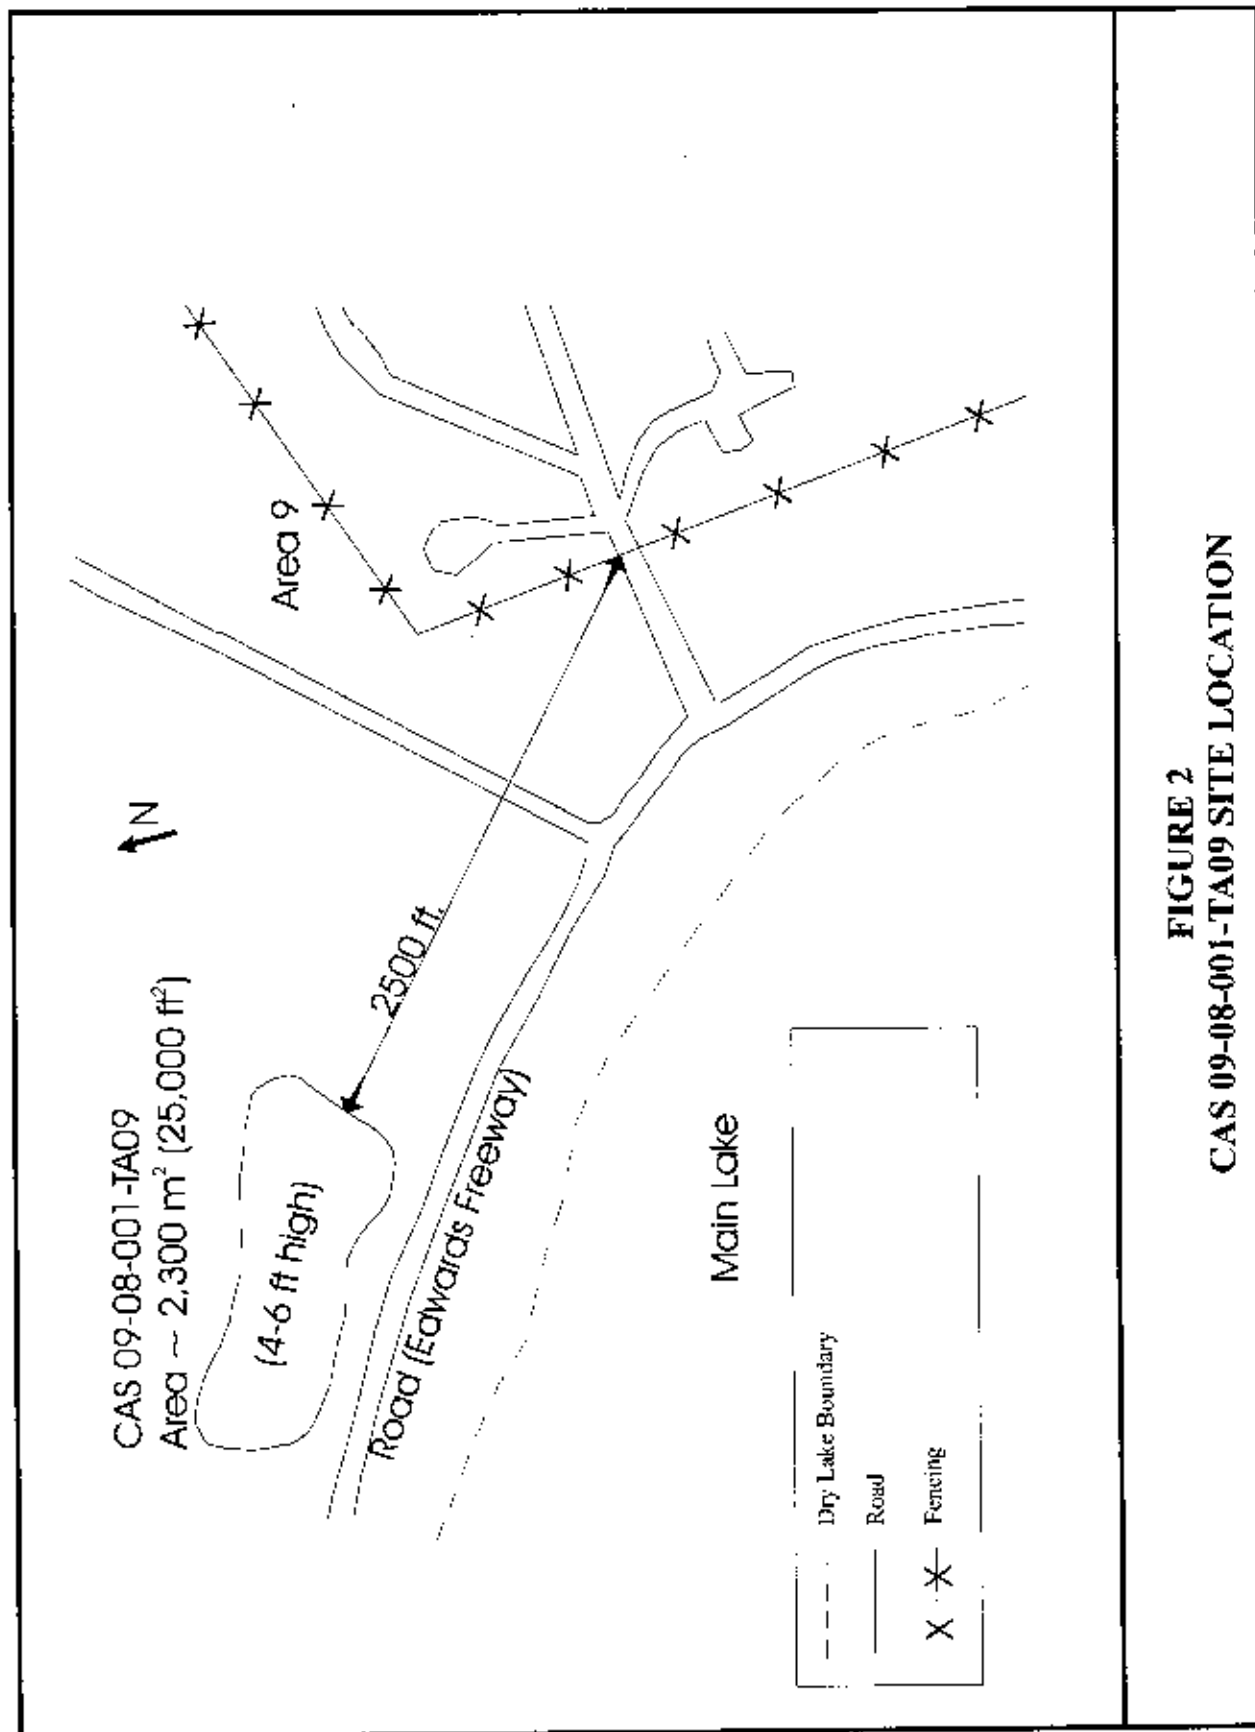 CAS 09-08-001-TA09
Area ~ 2,300 m² (25,000 ft²)
N
(4-6 ft high)
2500 ft.
Area 9
Road (Edwards Freeway)
Main Lake
Dry Lake Boundary
Road
X X Fencing
FIGURE 2
CAS 09-08-001-TA09 SITE LOCATION